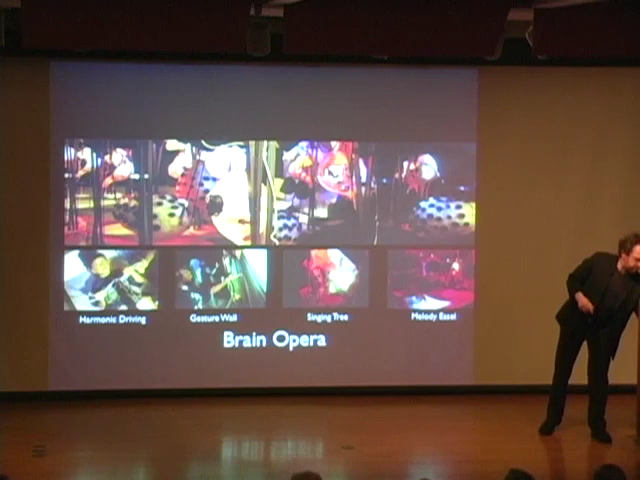 Harmonic Driving
Gesture Wall
Singing Tree
Melody Easel
Brain Opera